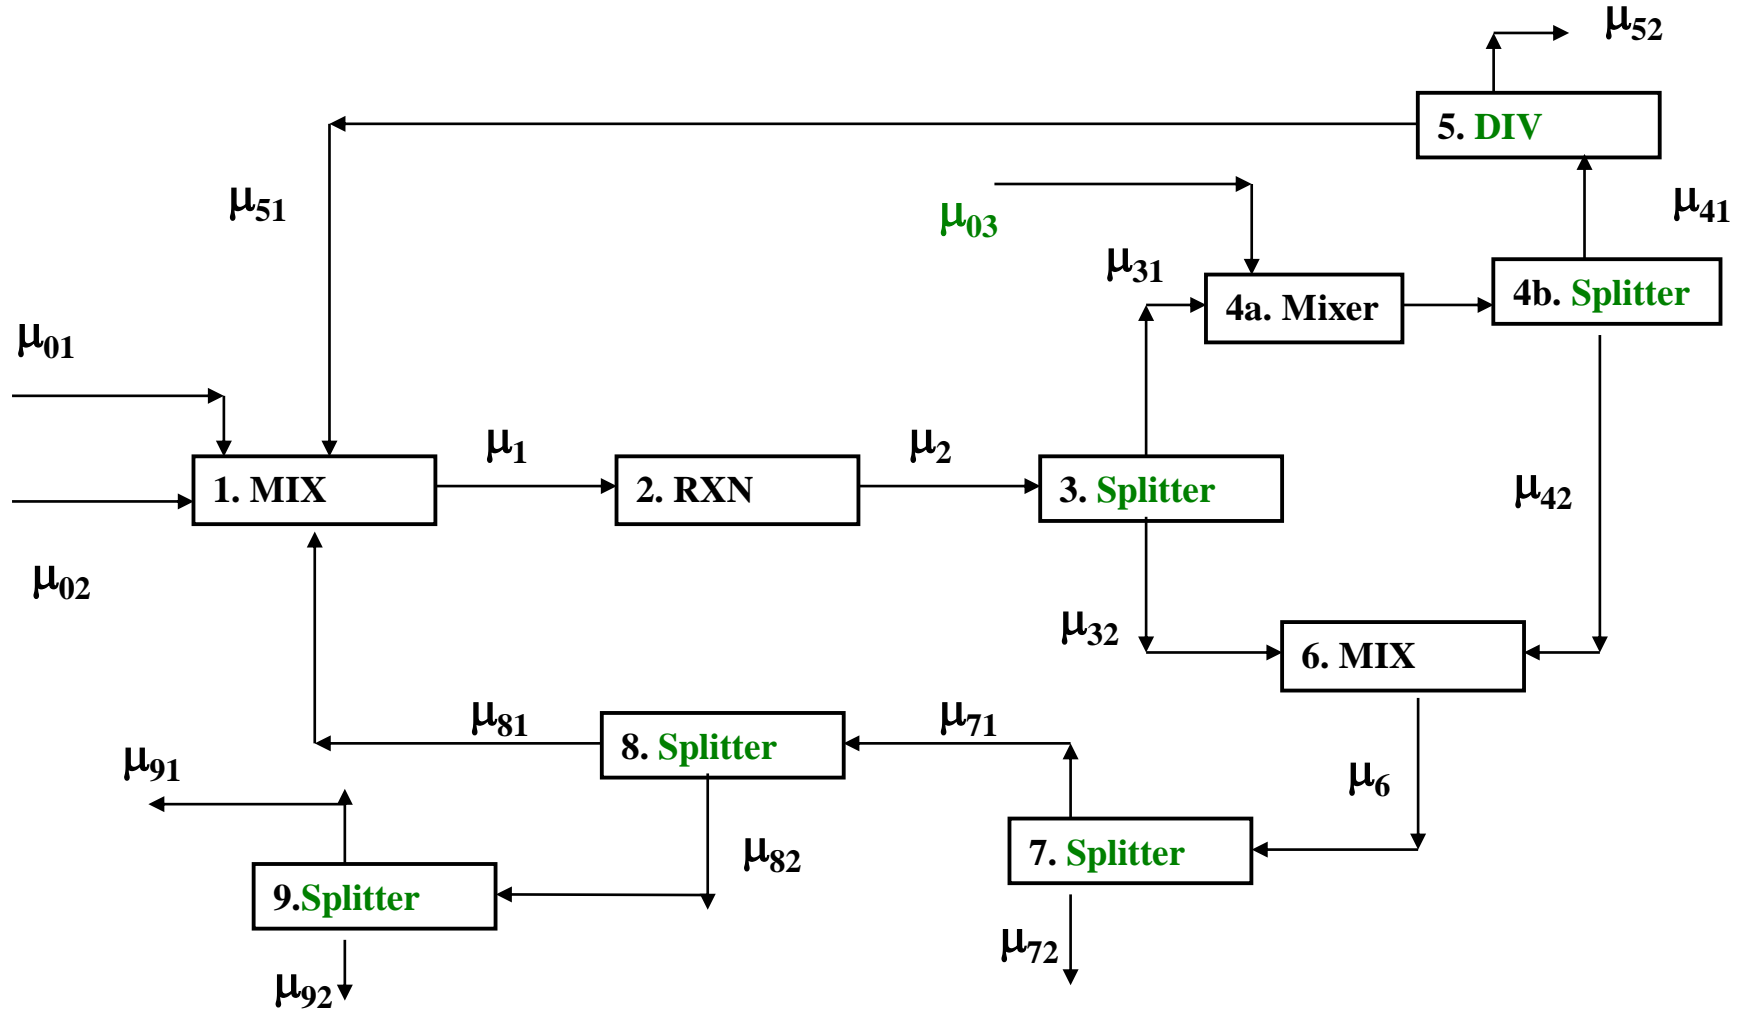 μ52
5. DIV
μ51
μ03
μ41
μ31
4a. Mixer
4b. Splitter
μ01
μ1
μ2
1. MIX
2. RXN
3. Splitter
μ42
μ02
μ32
6. MIX
μ81
μ71
8. Splitter
μ91
μ6
μ82
7. Splitter
9.Splitter
μ72
μ92